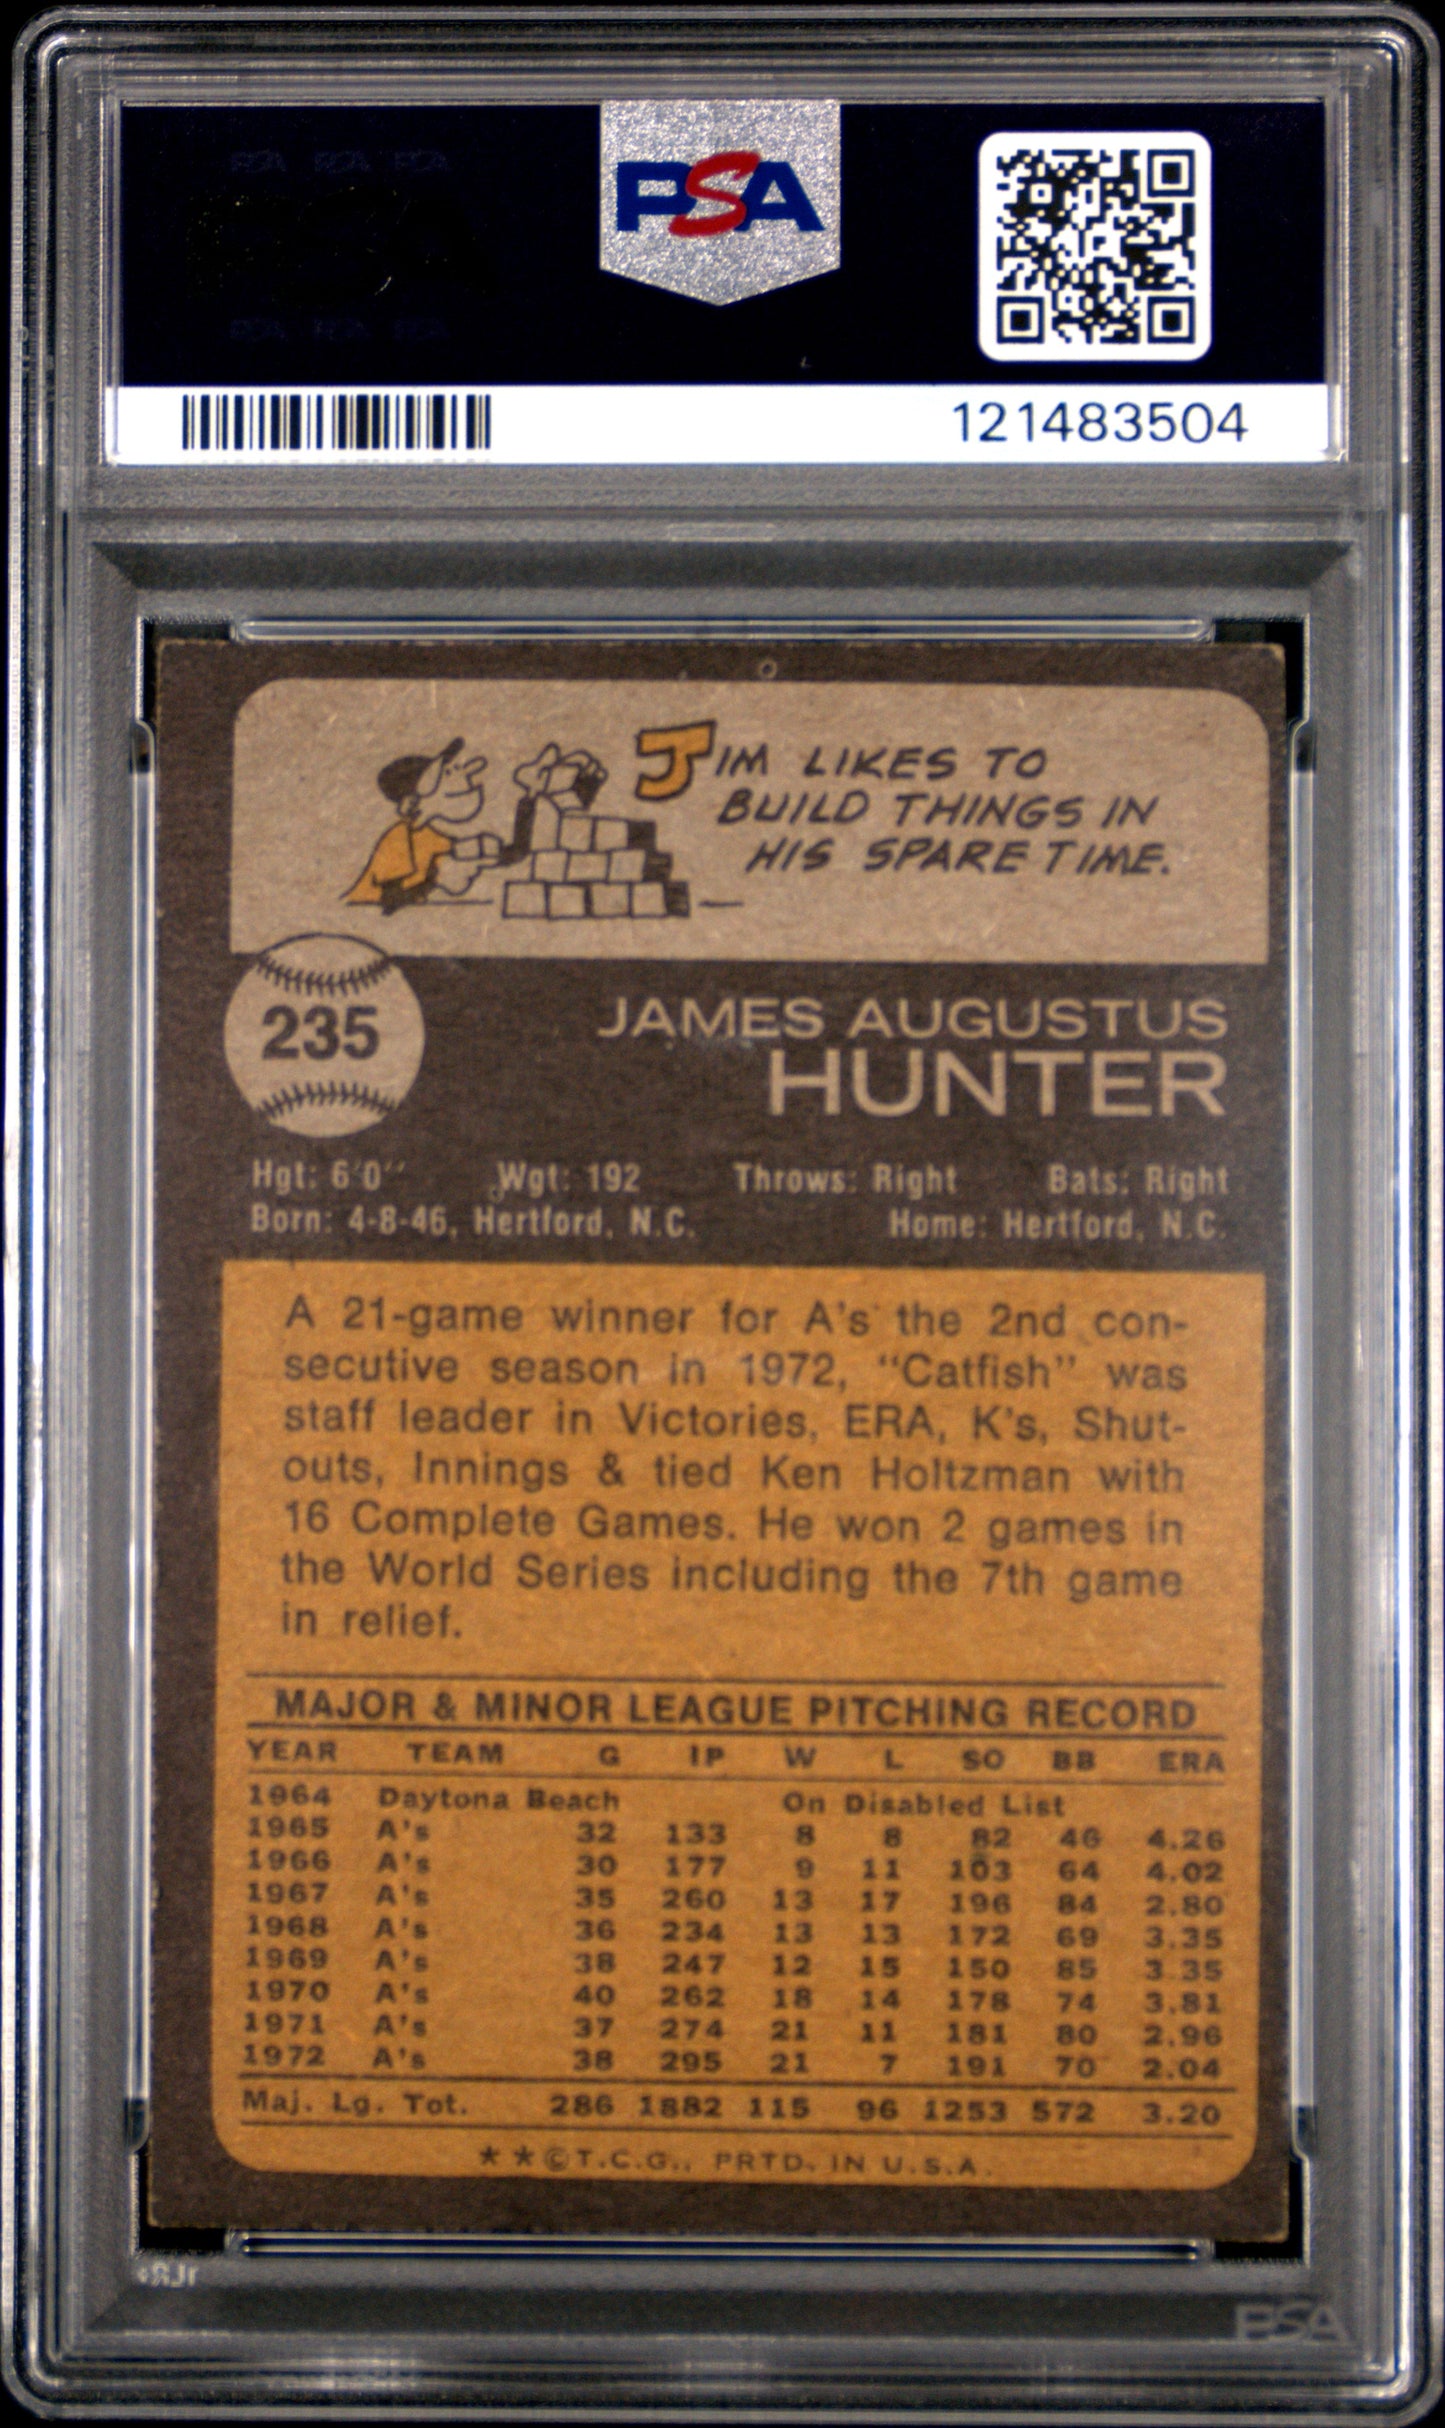 PSA
121483504
JIM LIKES TO
BUILD THINGS IN
HIS SPARE TIME.
235
JAMES AUGUSTUS
HUNTER
Hgt: 6'0" Wgt: 192 Throws: Right Bats: Right
Born: 4-8-46, Hertford, N.C. Home: Hertford, N.C.
A 21-game winner for A's the 2nd con-
secutive season in 1972, "Catfish" was
staff leader in Victories, ERA, K's, Shut-
outs, Innings & tied Ken Holtzman with
16 Complete Games. He won 2 games in
the World Series including the 7th game
in relief.
MAJOR & MINOR LEAGUE PITCHING RECORD
YEAR TEAM G IP W L SO BB ERA
1964 Daytona Beach On Disabled List
1965 A's 32 133 8 8 82 46 4.26
1966 A's 30 177 9 11 103 64 4.02
1967 A's 35 260 13 17 196 84 2.80
1968 A's 36 234 13 13 172 69 3.35
1969 A's 38 247 12 15 150 85 3.35
1970 A's 40 262 18 14 178 74 3.81
1971 A's 37 274 21 11 181 80 2.96
1972 A's 38 295 21 7 191 70 2.04
Maj. Lg. Tot. 286 1882 115 96 1253 572 3.20
**©T.C.G., PRTD. IN U.S.A.
PSA